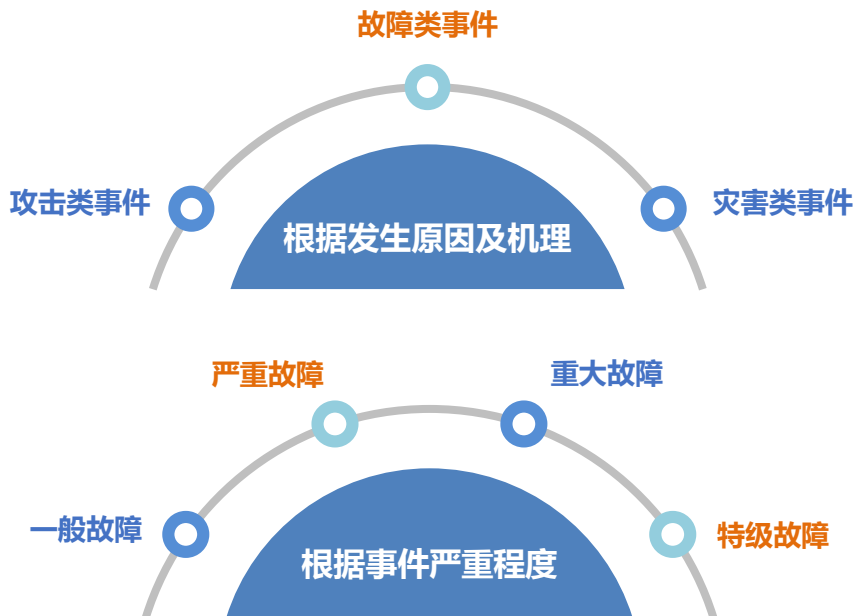 故障类事件
攻击类事件
灾害类事件
根据发生原因及机理
严重故障
重大故障
一般故障
特级故障
根据事件严重程度